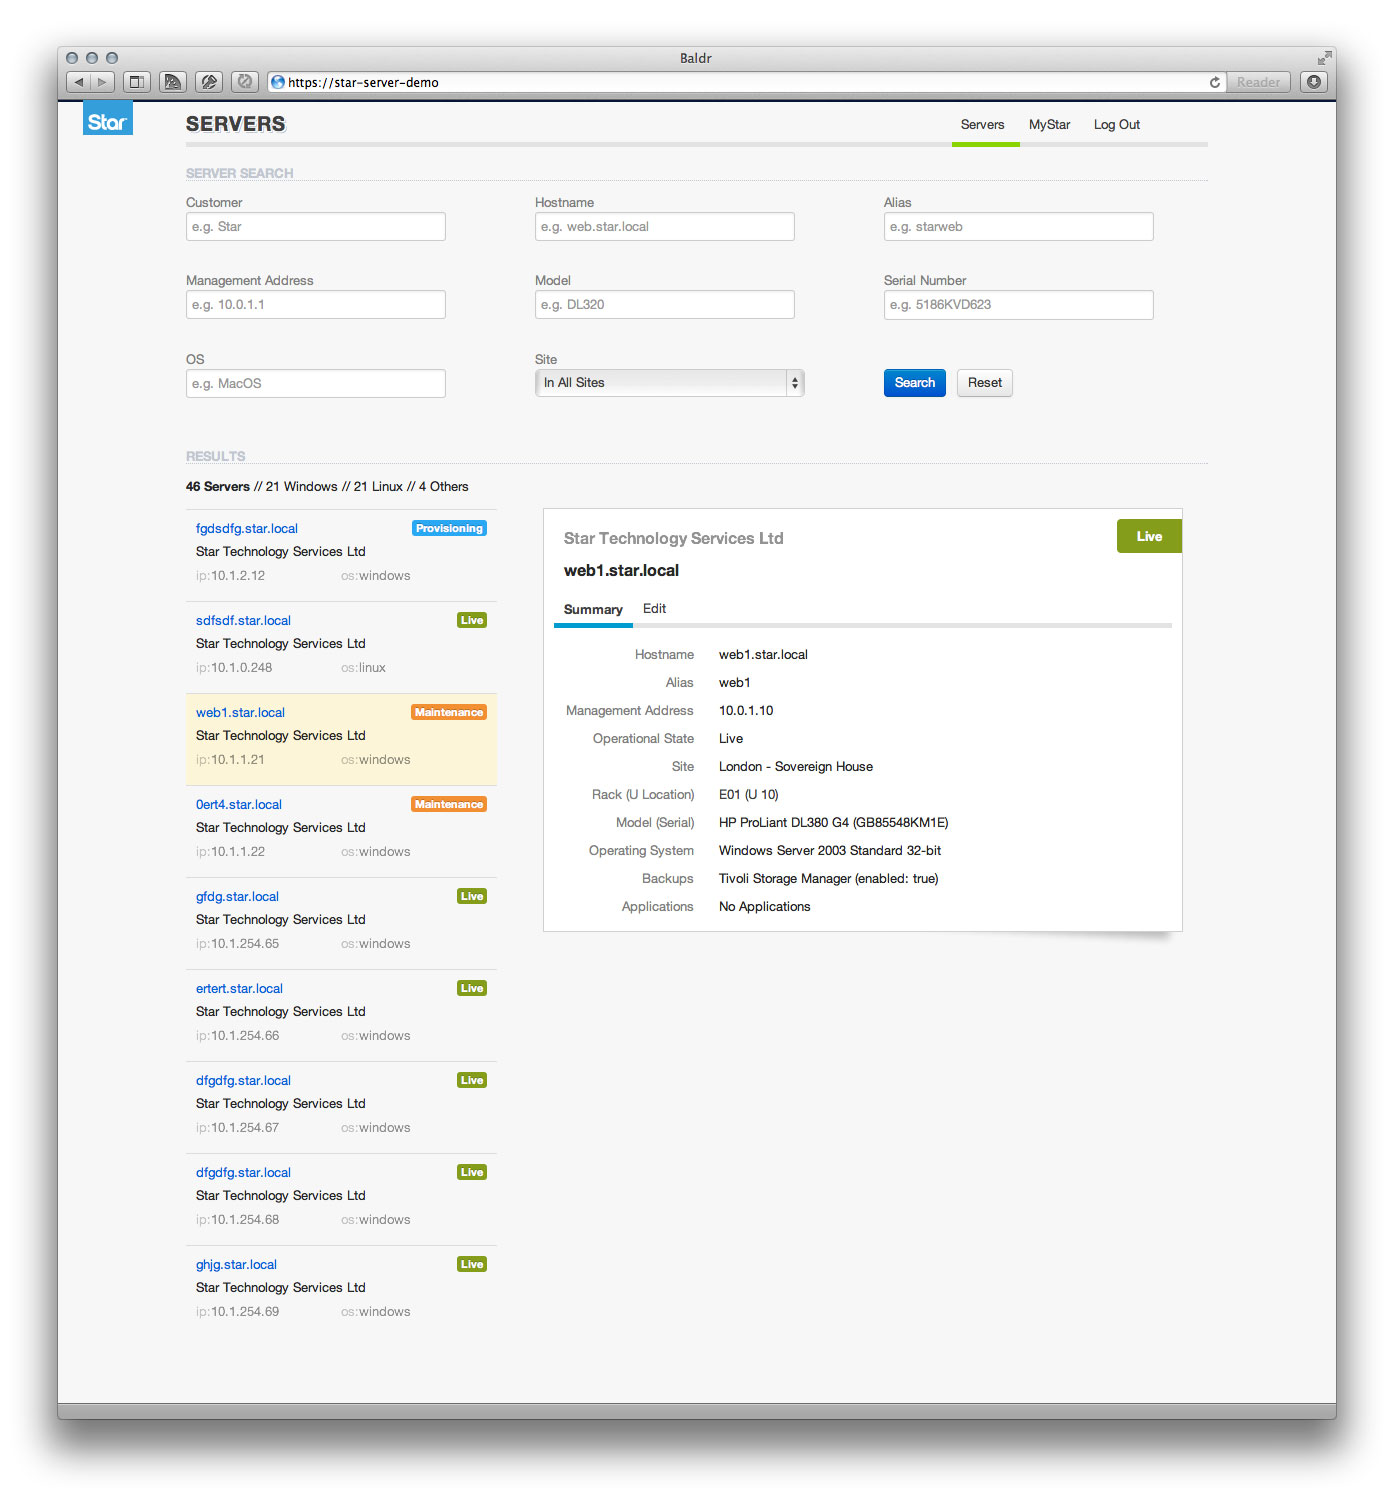 Baldr
https://star-server-demo
Reader
Star
SERVERS
Servers MyStar Log Out
SERVER SEARCH
Customer Hostname Alias
e.g. Star e.g. web.star.local e.g. starweb
Management Address Model Serial Number
e.g. 10.0.1.1 e.g. DL320 e.g. 5186KVD623
OS Site
e.g. MacOS In All Sites Search Reset
RESULTS
46 Servers // 21 Windows // 21 Linux // 4 Others
fgdsdfg.star.local Provisioning
Star Technology Services Ltd
ip:10.1.2.12 os:windows
sdfsdf.star.local Live
Star Technology Services Ltd
ip:10.1.0.248 os:linux
web1.star.local Maintenance
Star Technology Services Ltd
ip:10.1.1.21 os:windows
0ert4.star.local Maintenance
Star Technology Services Ltd
ip:10.1.1.22 os:windows
gfdg.star.local Live
Star Technology Services Ltd
ip:10.1.254.65 os:windows
ertert.star.local Live
Star Technology Services Ltd
ip:10.1.254.66 os:windows
dfgdfg.star.local Live
Star Technology Services Ltd
ip:10.1.254.67 os:windows
dfgdfg.star.local Live
Star Technology Services Ltd
ip:10.1.254.68 os:windows
ghjg.star.local Live
Star Technology Services Ltd
ip:10.1.254.69 os:windows
Star Technology Services Ltd Live
web1.star.local
Summary Edit
Hostname web1.star.local
Alias web1
Management Address 10.0.1.10
Operational State Live
Site London - Sovereign House
Rack (U Location) E01 (U 10)
Model (Serial) HP ProLiant DL380 G4 (GB85548KM1E)
Operating System Windows Server 2003 Standard 32-bit
Backups Tivoli Storage Manager (enabled: true)
Applications No Applications